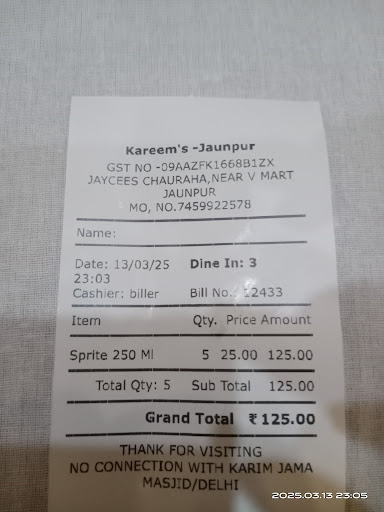 Kareem's -Jaunpur
GST NO -09AAZFK1668B1ZX
JAYCEES CHAURAHA,NEAR V MART
JAUNPUR
MO, NO.7459922578
Name:
Date: 13/03/25 Dine In: 3
23:03
Cashier: biller Bill No.: 12433
Item Qty. Price Amount
Sprite 250 Ml 5 25.00 125.00
Total Qty: 5 Sub Total 125.00
Grand Total ₹125.00
THANK FOR VISITING
NO CONNECTION WITH KARIM JAMA
MASJID/DELHI
2025.03.13 23:05